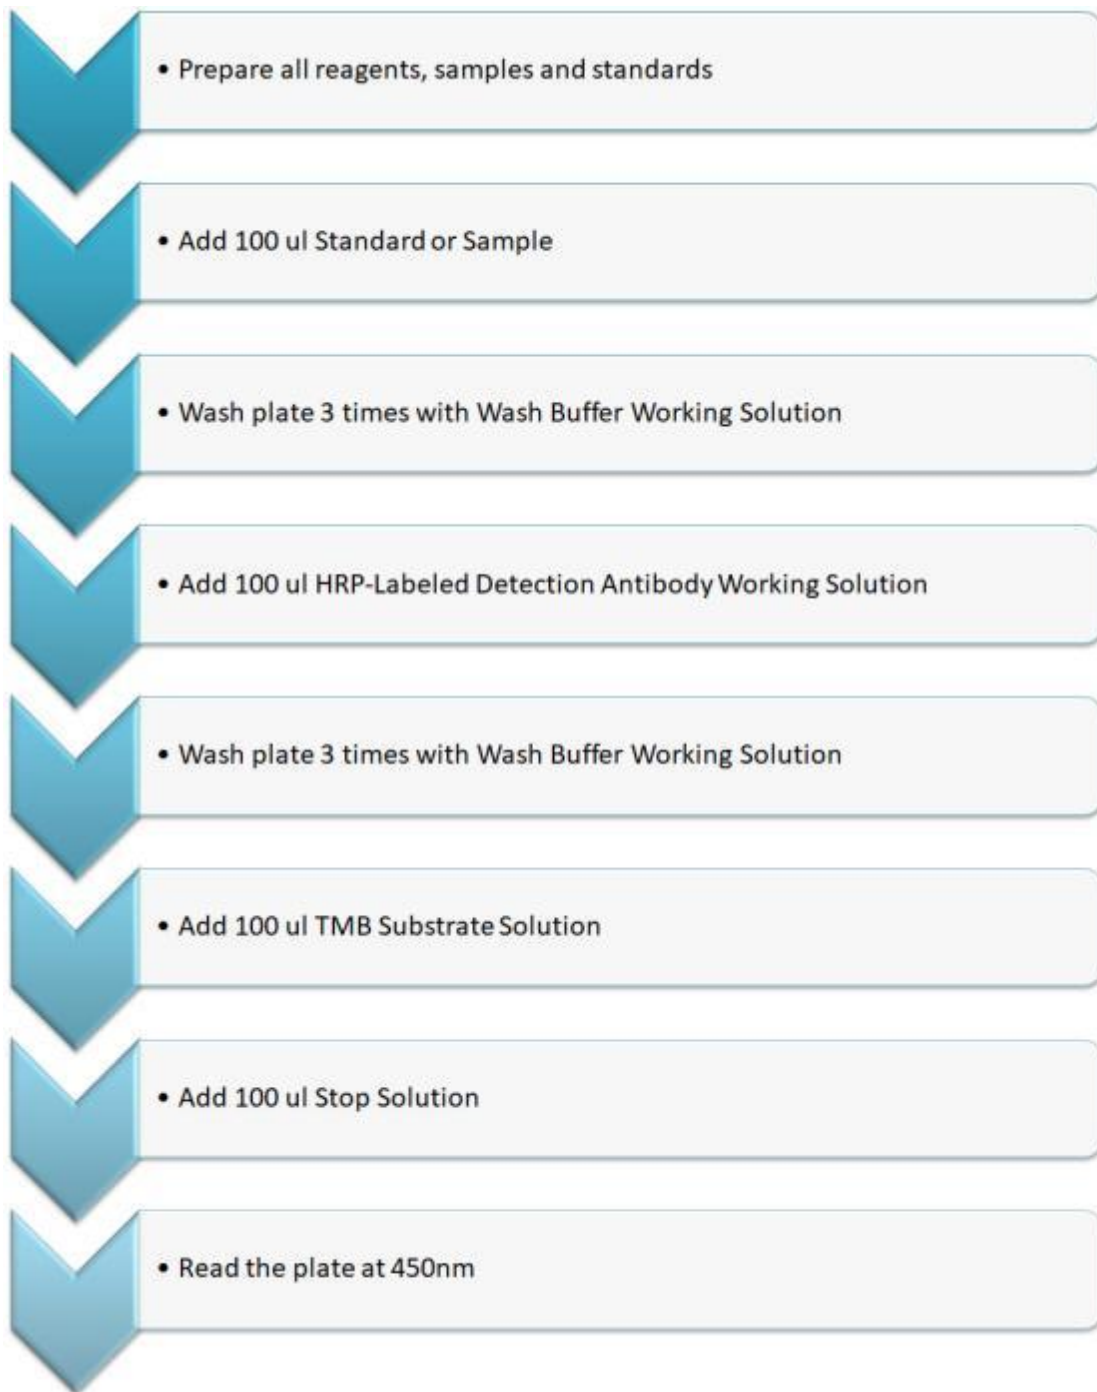 • Prepare all reagents, samples and standards
• Add 100 ul Standard or Sample
• Wash plate 3 times with Wash Buffer Working Solution
• Add 100 ul HRP-Labeled Detection Antibody Working Solution
• Wash plate 3 times with Wash Buffer Working Solution
• Add 100 ul TMB Substrate Solution
• Add 100 ul Stop Solution
• Read the plate at 450nm